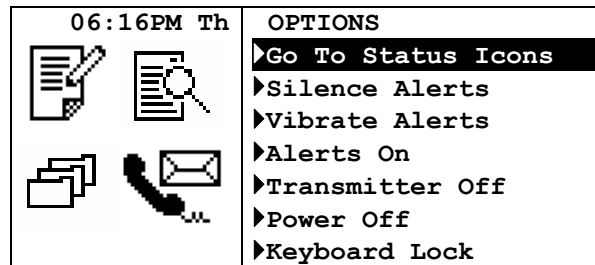 06:16PM Th
OPTIONS
Go To Status Icons
Silence Alerts
Vibrate Alerts
Alerts On
Transmitter Off
Power Off
Keyboard Lock